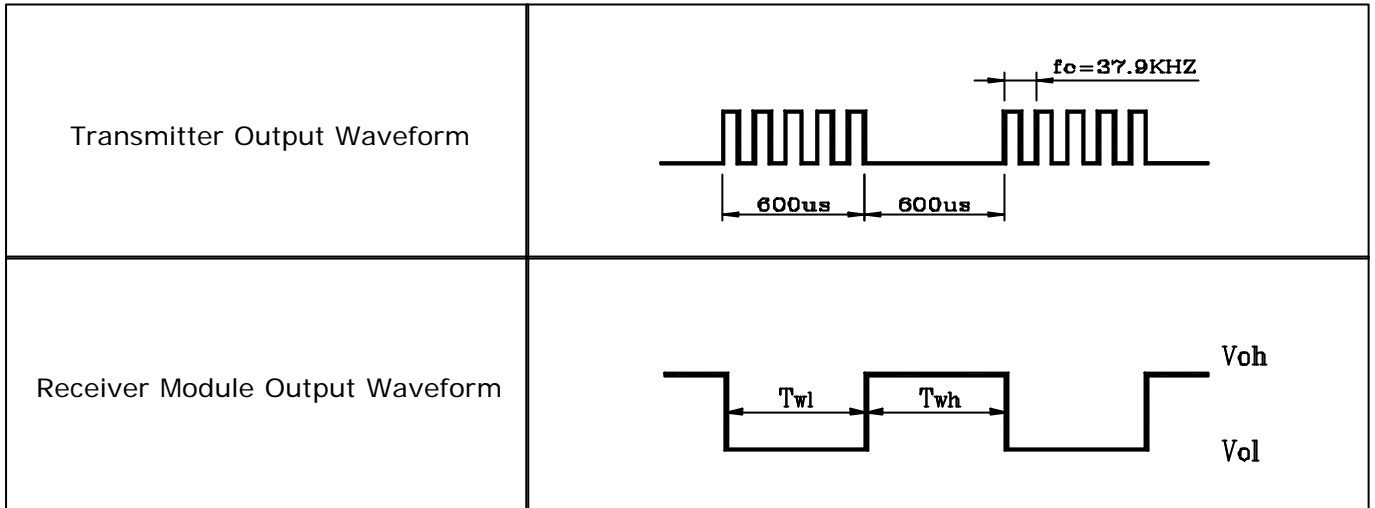 Transmitter Output Waveform
fo=37.9KHZ
600us 600us
Receiver Module Output Waveform
Voh
Twl Twh
Vol